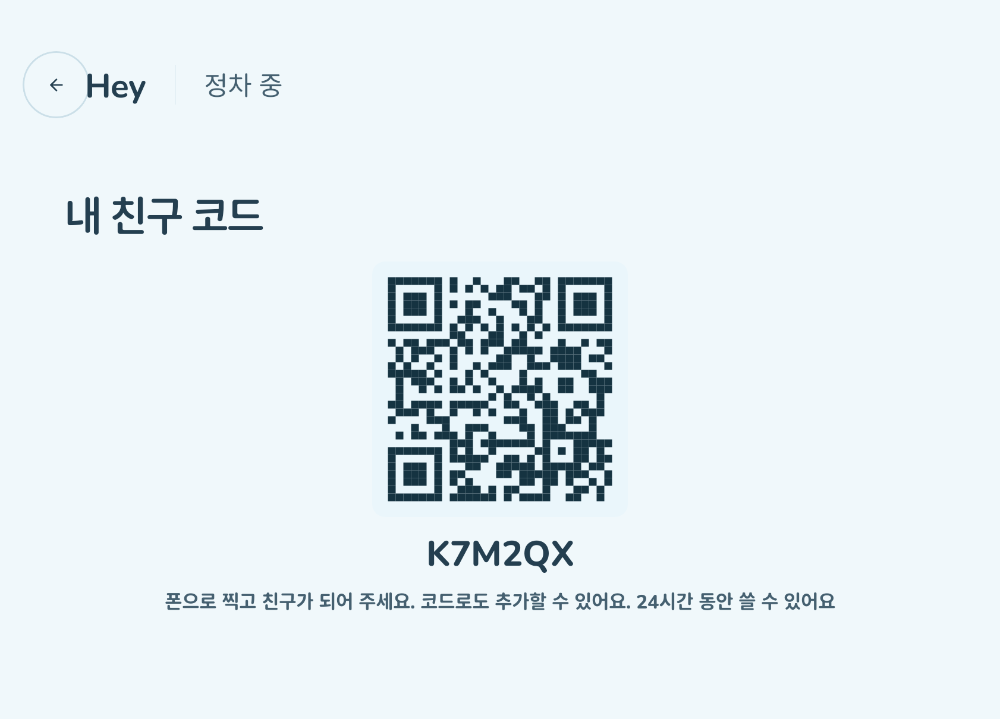 Hey
정차 중
내 친구 코드
K7M2QX
폰으로 찍고 친구가 되어 주세요. 코드로도 추가할 수 있어요. 24시간 동안 쓸 수 있어요